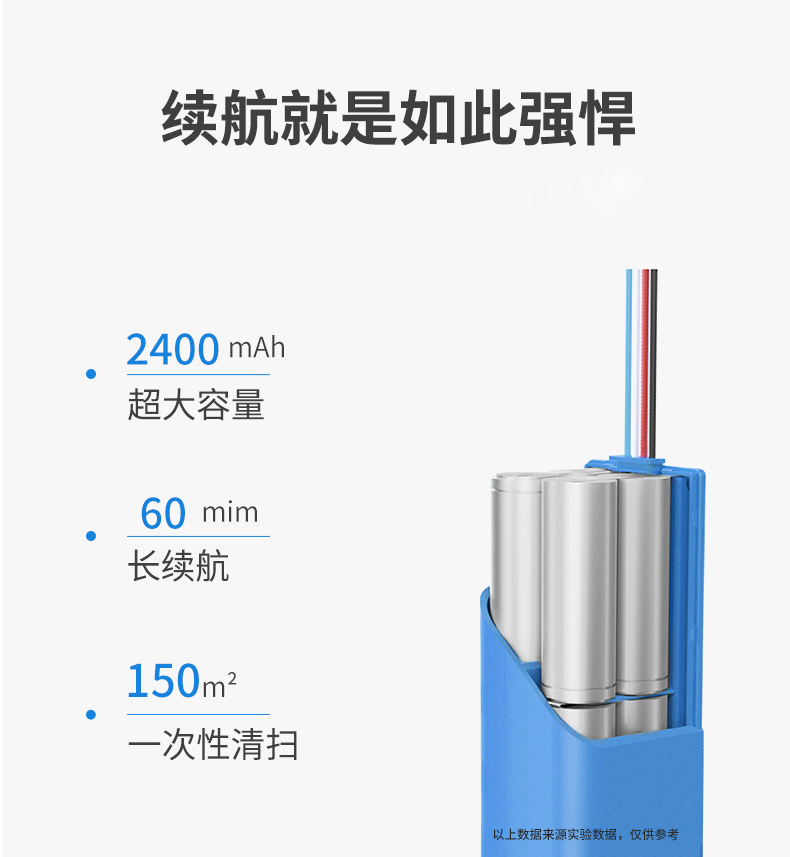 续航就是如此强悍
2400 mAh
超大容量
60 mim
长续航
150m²
一次性清扫
以上数据来源实验数据，仅供参考